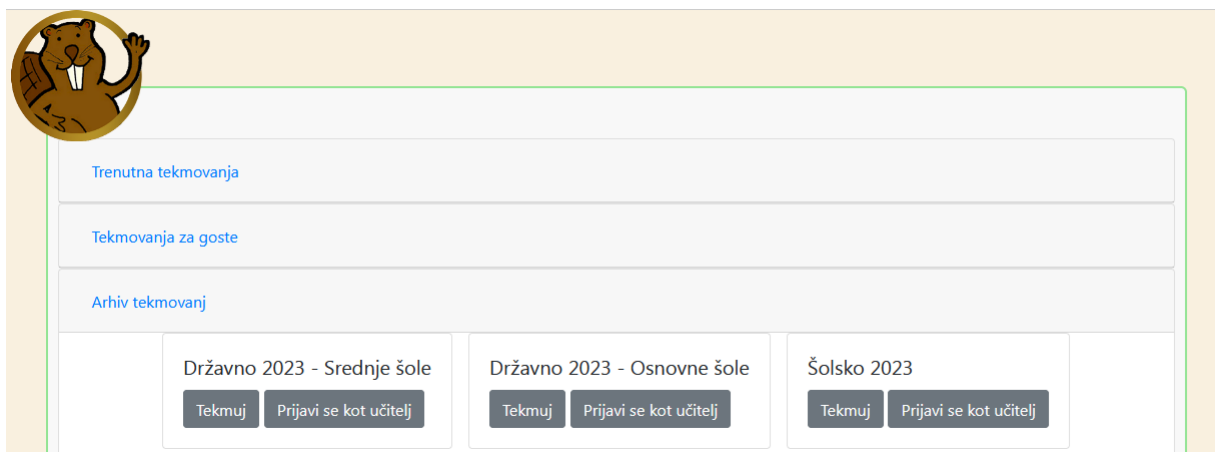 Trenutna tekmovanja
Tekmovanja za goste
Arhiv tekmovanj
Državno 2023 - Srednje šole
Tekmuj Prijavi se kot učitelj
Državno 2023 - Osnovne šole
Tekmuj Prijavi se kot učitelj
Šolsko 2023
Tekmuj Prijavi se kot učitelj